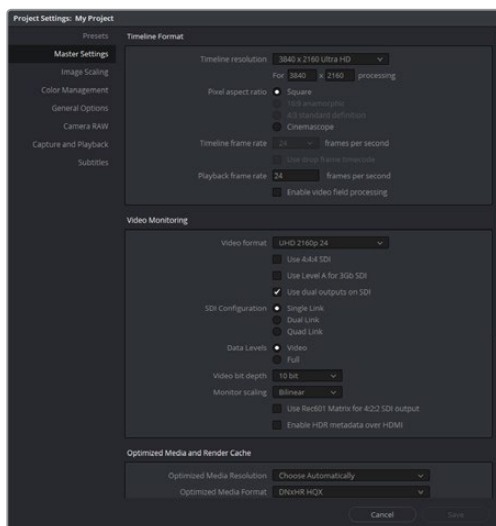 Project Settings: My Project
Presets
Master Settings
Image Scaling
Color Management
General Options
Camera RAW
Capture and Playback
Subtitles
Timeline Format
Timeline resolution 3840 x 2160 Ultra HD
For 3840 x 2160 processing
Pixel aspect ratio Square
16:9 anamorphic
4:3 standard definition
Cinemascope
Timeline frame rate 24 frames per second
Use drop frame timecode
Playback frame rate 24 frames per second
Enable video field processing
Video Monitoring
Video format UHD 2160p 24
Use 4:4:4 SDI
Use Level A for 3Gb SDI
Use dual outputs on SDI
SDI Configuration Single Link
Dual Link
Quad Link
Data Levels Video
Full
Video bit depth 10 bit
Monitor scaling Bilinear
Use Rec601 Matrix for 4:2:2 SDI output
Enable HDR metadata over HDMI
Optimized Media and Render Cache
Optimized Media Resolution Choose Automatically
Optimized Media Format DNxHR HQX
Cancel Save